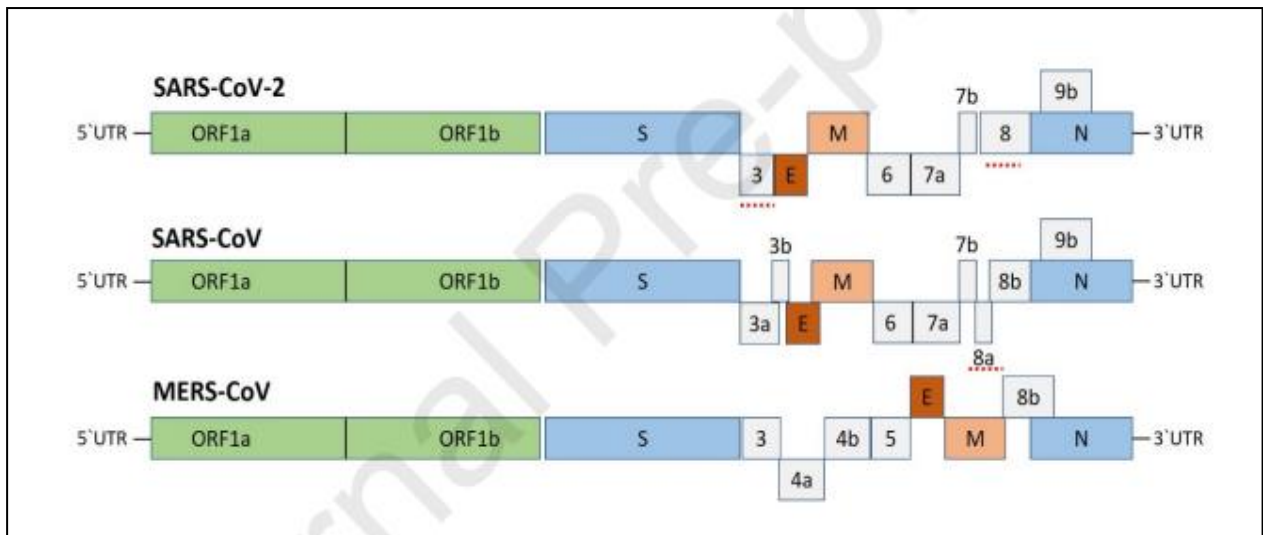 SARS-CoV-2
7b 9b
5`UTR ORF1a ORF1b S M 8 N 3`UTR
3 E 6 7a
SARS-CoV
3b 7b 9b
5`UTR ORF1a ORF1b S M 8b N 3`UTR
3a E 6 7a
8a
MERS-CoV
E 8b
5`UTR ORF1a ORF1b S 3 4b 5 M N 3`UTR
4a
rnal Pre-p